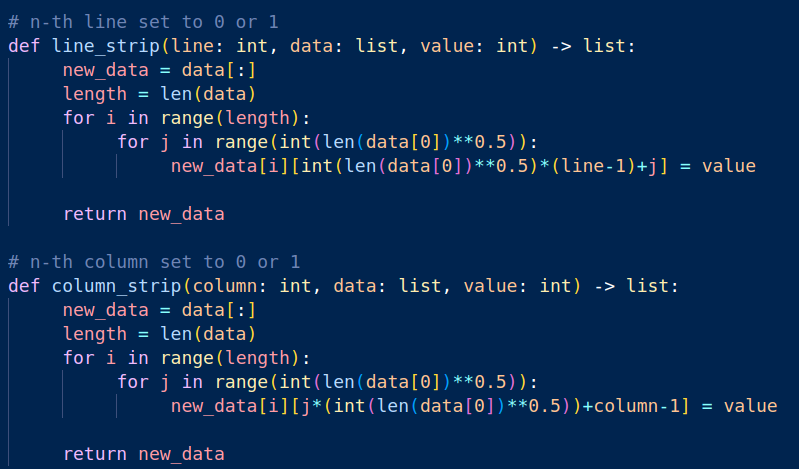 # n-th line set to 0 or 1
def line_strip(line: int, data: list, value: int) -> list:
     new_data = data[:]
     length = len(data)
     for i in range(length):
          for j in range(int(len(data[0])**0.5)):
               new_data[i][int(len(data[0])**0.5)*(line-1)+j] = value

     return new_data

# n-th column set to 0 or 1
def column_strip(column: int, data: list, value: int) -> list:
     new_data = data[:]
     length = len(data)
     for i in range(length):
          for j in range(int(len(data[0])**0.5)):
               new_data[i][j*(int(len(data[0])**0.5))+column-1] = value

     return new_data